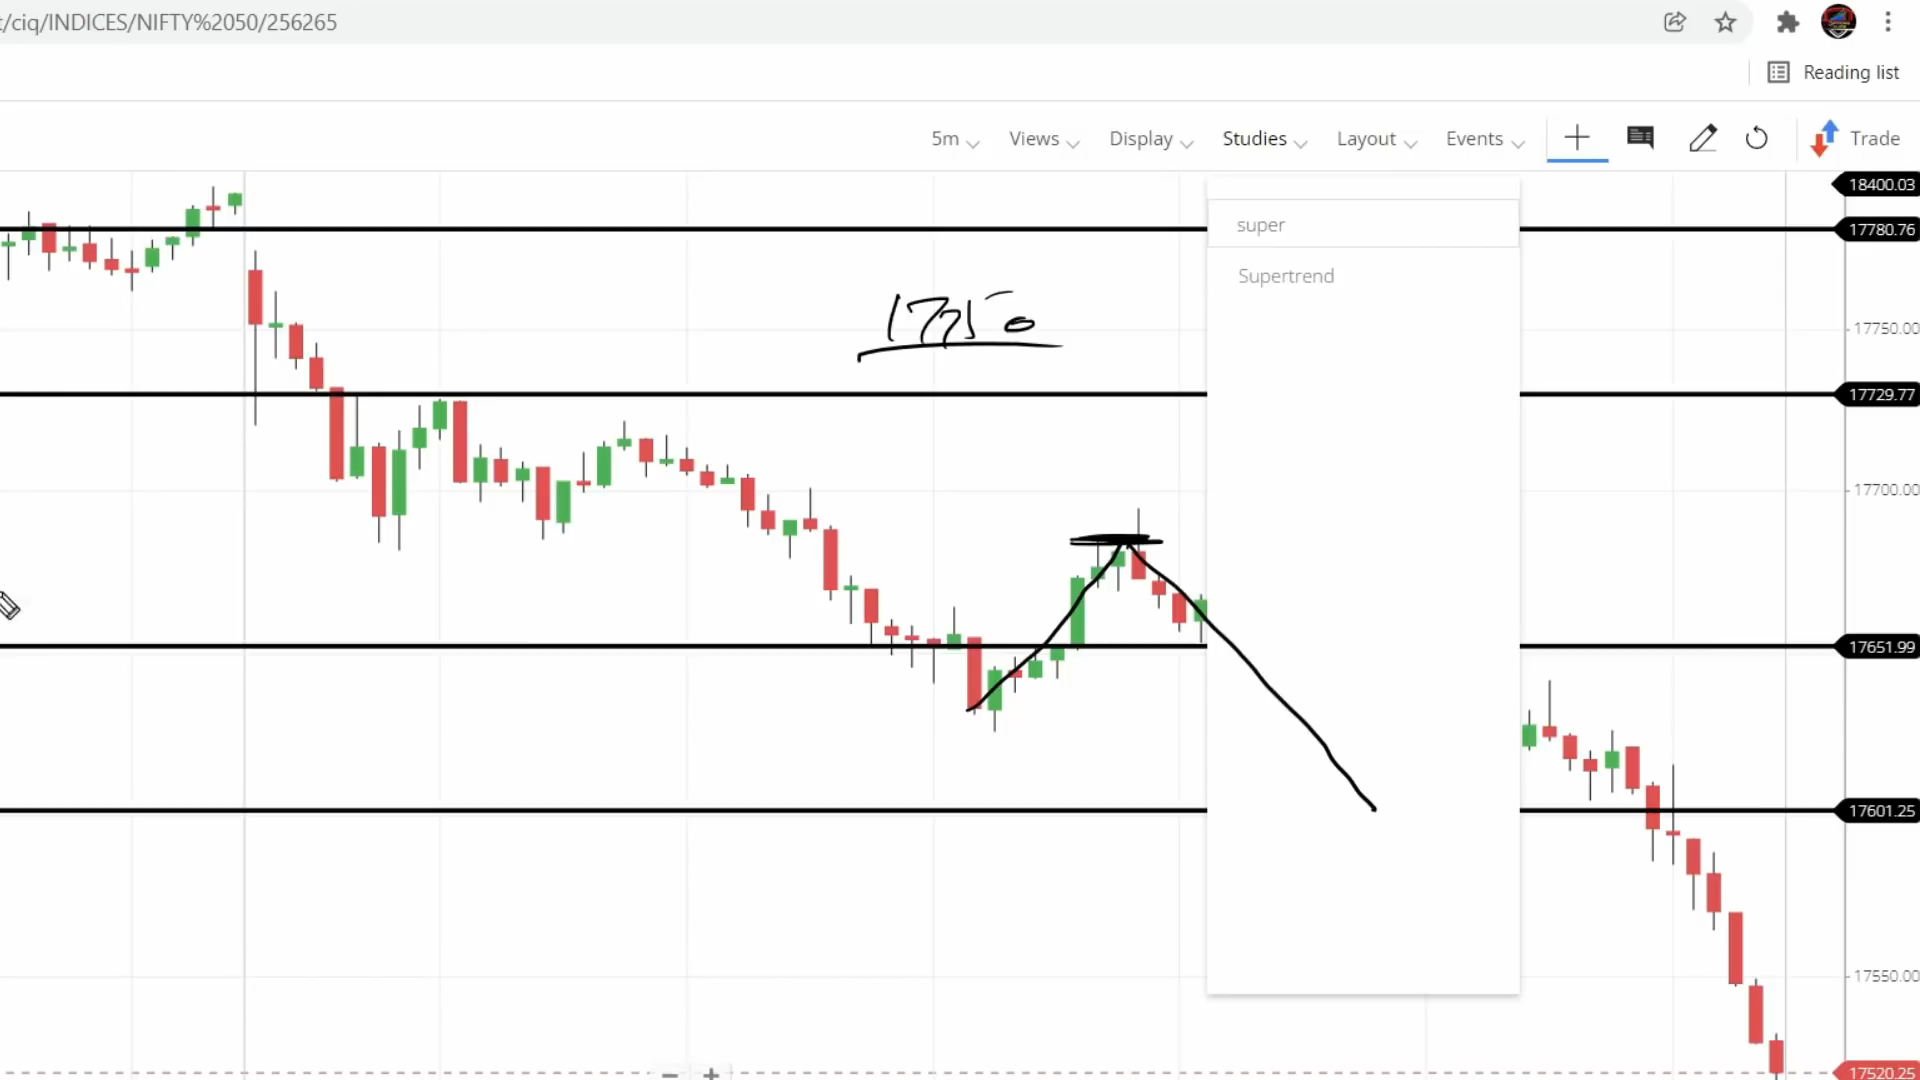 t/ciq/INDICES/NIFTY%2050/256265
Reading list
5m Views Display Studies Layout Events Trade
18400.03
super
17780.76
Supertrend
17750
17750.00
17729.77
17700.00
17651.99
17601.25
17550.00
17520.25